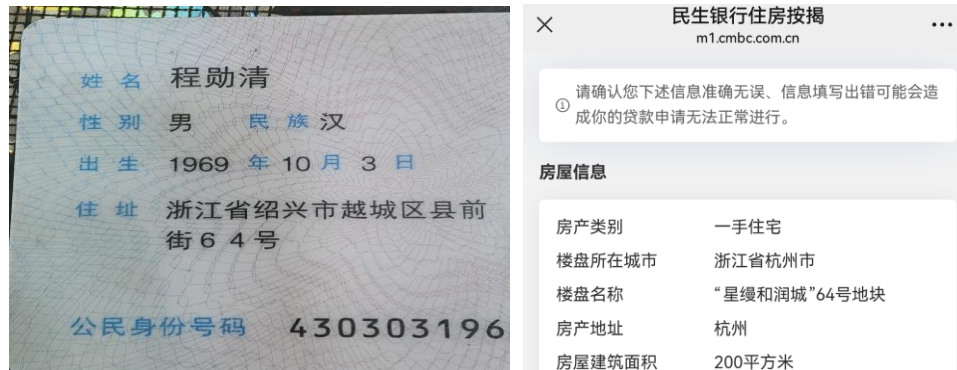 姓名 程勋清
性别 男 民族 汉
出生 1969 年 10 月 3 日
住址 浙江省绍兴市越城区县前
街64号
公民身份号码 430303196
民生银行住房按揭
m1.cmbc.com.cn
请确认您下述信息准确无误、信息填写出错可能会造
成你的贷款申请无法正常进行。
房屋信息
房产类别 一手住宅
楼盘所在城市 浙江省杭州市
楼盘名称 “星缦和润城”64号地块
房产地址 杭州
房屋建筑面积 200平方米